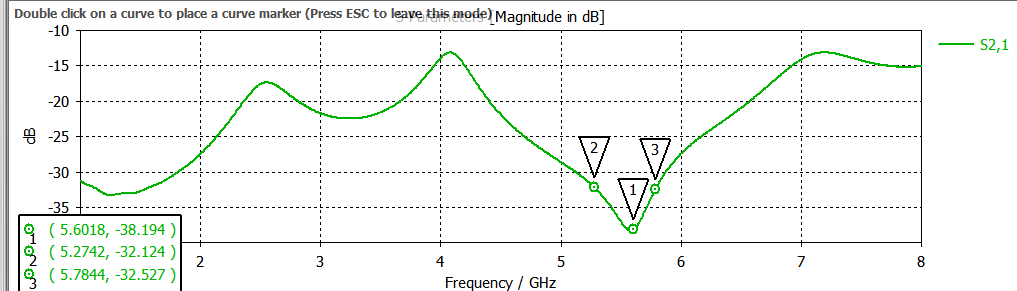 Double click on a curve to place a curve marker (Press ESC to leave this mode)
S-Parameters [Magnitude in dB]
S2,1
-10
-15
-20
-25
-30
-35
dB
2
3
1
1 ( 5.6018, -38.194 )
2 ( 5.2742, -32.124 )
3 ( 5.7844, -32.527 )
2
3
4
5
6
7
8
Frequency / GHz